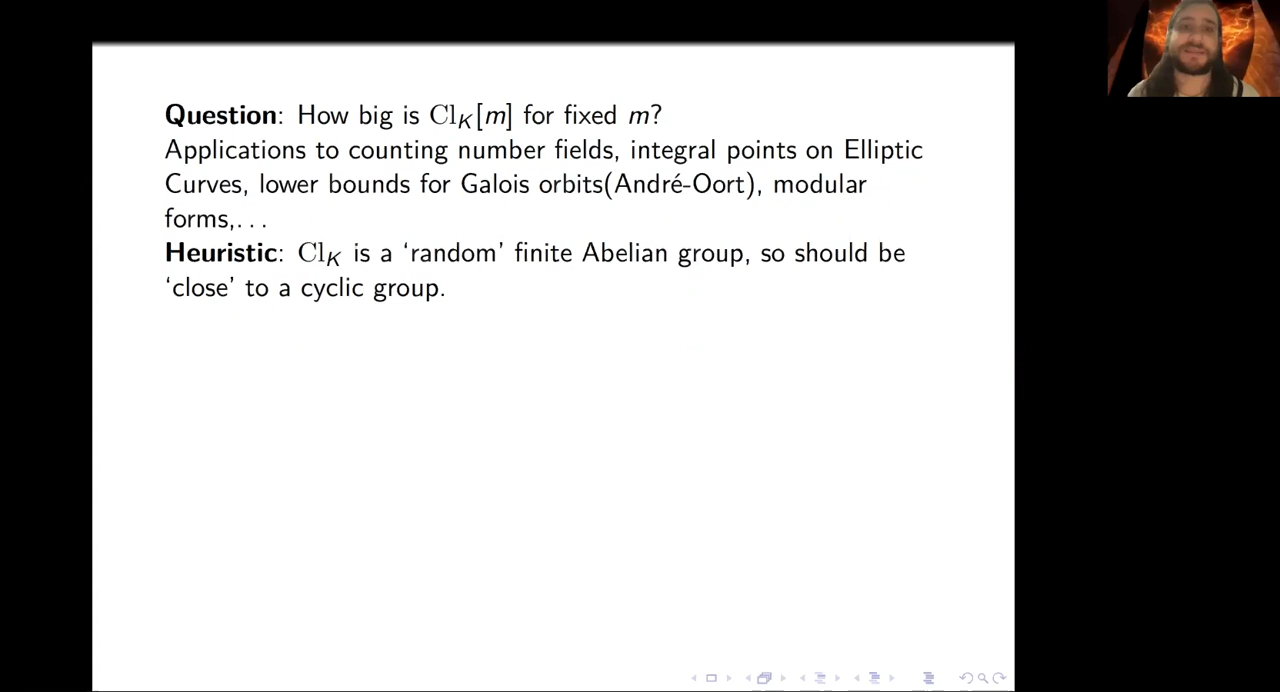 Question: How big is Cl_K[m] for fixed m?
Applications to counting number fields, integral points on Elliptic
Curves, lower bounds for Galois orbits(André-Oort), modular
forms,. . .
Heuristic: Cl_K is a ‘random’ finite Abelian group, so should be
‘close’ to a cyclic group.